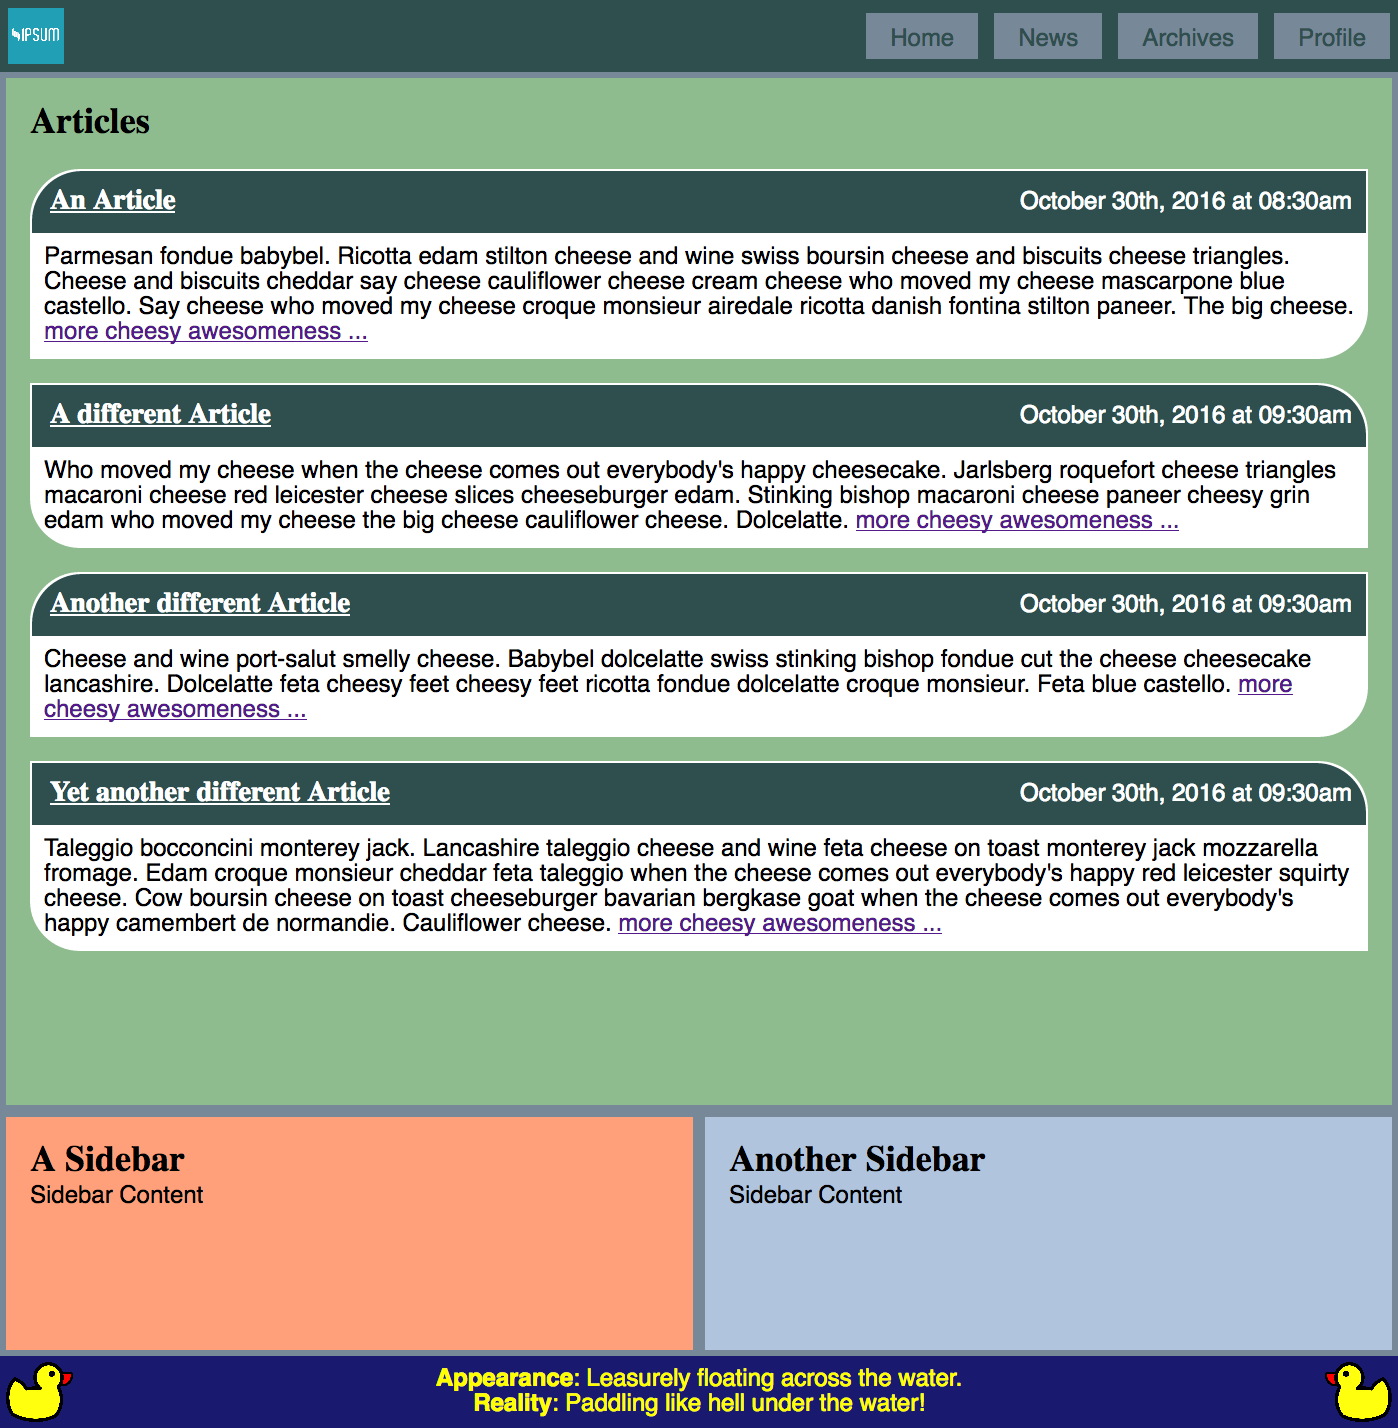 IPSUM
Home News Archives Profile
Articles
An Article October 30th, 2016 at 08:30am
Parmesan fondue babybel. Ricotta edam stilton cheese and wine swiss boursin cheese and biscuits cheese triangles.
Cheese and biscuits cheddar say cheese cauliflower cheese cream cheese who moved my cheese mascarpone blue
castello. Say cheese who moved my cheese croque monsieur airedale ricotta danish fontina stilton paneer. The big cheese.
more cheesy awesomeness ...
A different Article October 30th, 2016 at 09:30am
Who moved my cheese when the cheese comes out everybody's happy cheesecake. Jarlsberg roquefort cheese triangles
macaroni cheese red leicester cheese slices cheeseburger edam. Stinking bishop macaroni cheese paneer cheesy grin
edam who moved my cheese the big cheese cauliflower cheese. Dolcelatte. more cheesy awesomeness ...
Another different Article October 30th, 2016 at 09:30am
Cheese and wine port-salut smelly cheese. Babybel dolcelatte swiss stinking bishop fondue cut the cheese cheesecake
lancashire. Dolcelatte feta cheesy feet cheesy feet ricotta fondue dolcelatte croque monsieur. Feta blue castello. more
cheesy awesomeness ...
Yet another different Article October 30th, 2016 at 09:30am
Taleggio bocconcini monterey jack. Lancashire taleggio cheese and wine feta cheese on toast monterey jack mozzarella
fromage. Edam croque monsieur cheddar feta taleggio when the cheese comes out everybody's happy red leicester squirty
cheese. Cow boursin cheese on toast cheeseburger bavarian bergkase goat when the cheese comes out everybody's
happy camembert de normandie. Cauliflower cheese. more cheesy awesomeness ...
A Sidebar
Sidebar Content
Another Sidebar
Sidebar Content
Appearance: Leasurely floating across the water.
Reality: Paddling like hell under the water!